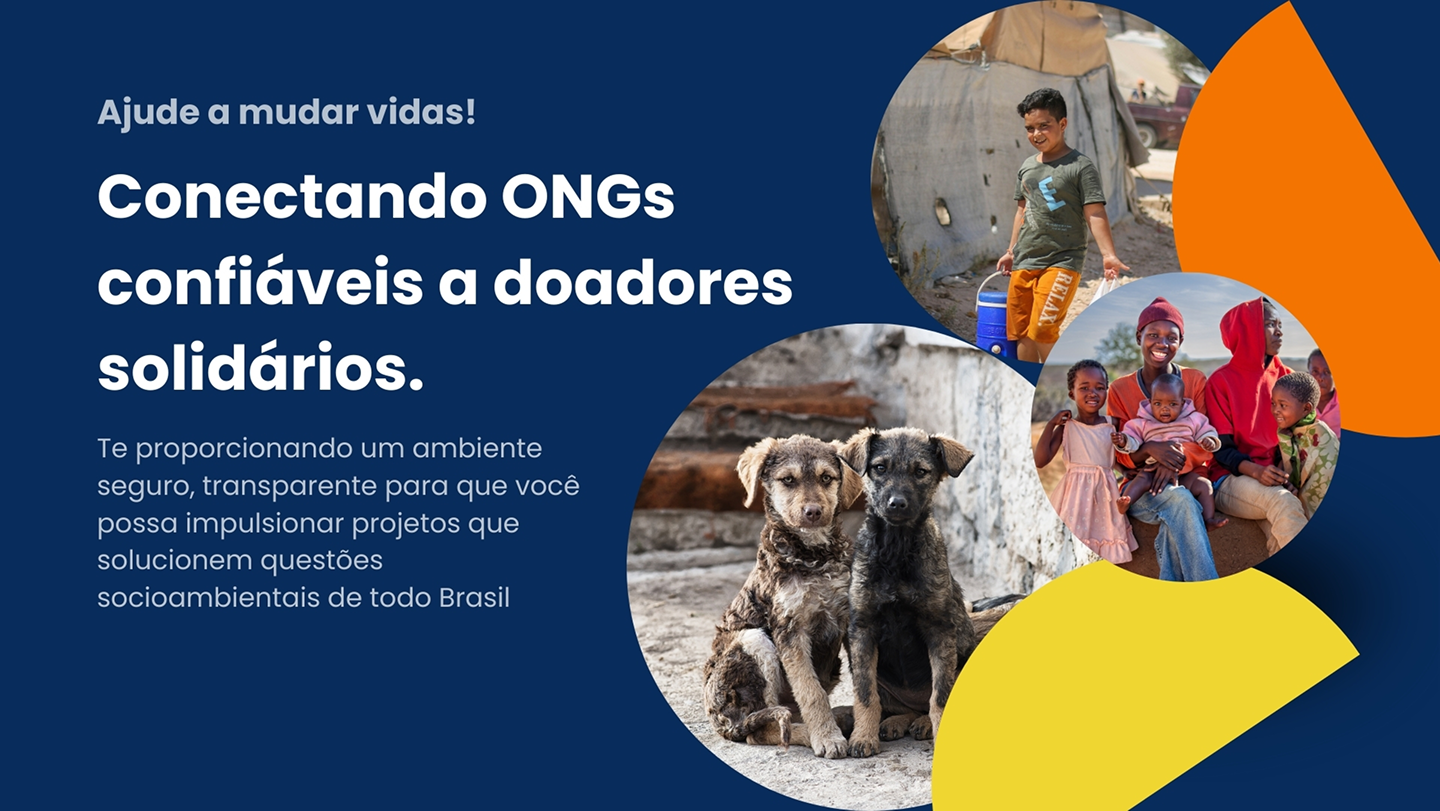 Ajude a mudar vidas!
Conectando ONGs
confiáveis a doadores
solidários.
Te proporcionando um ambiente
seguro, transparente para que você
possa impulsionar projetos que
solucionem questões
socioambientais de todo Brasil
E
RELAX